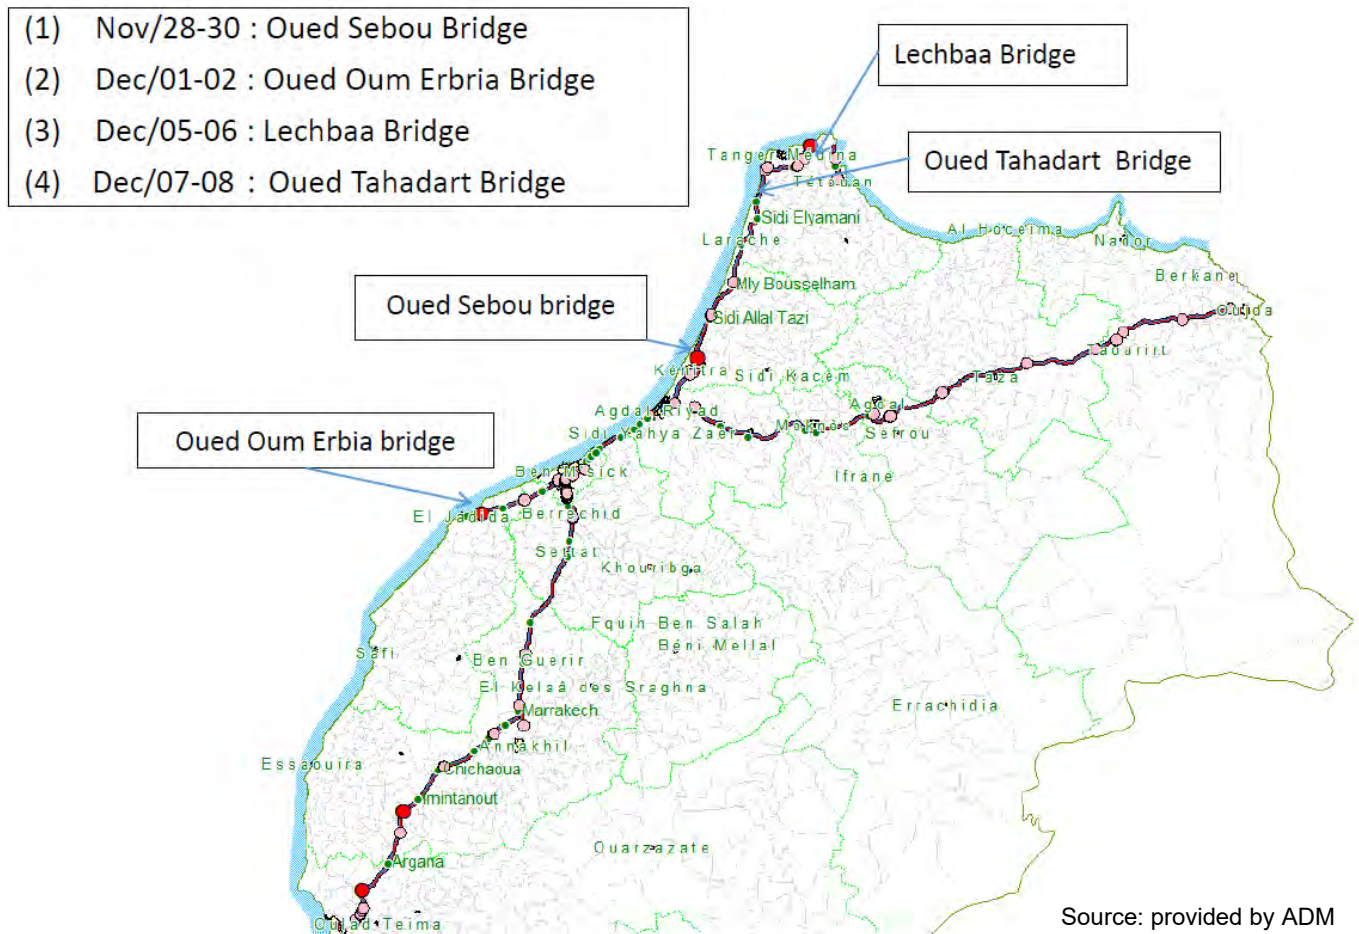 (1) Nov/28-30 : Oued Sebou Bridge
(2) Dec/01-02 : Oued Oum Erbria Bridge
(3) Dec/05-06 : Lechbaa Bridge
(4) Dec/07-08 : Oued Tahadart Bridge
Lechbaa Bridge
Oued Tahadart Bridge
Oued Sebou bridge
Oued Oum Erbia bridge
Tanger Médina
Tétouan
Sidi Elyamani
Larache
Al Hoceima
Nador
Berkane
Mly Bousselham
Oujda
Sidi Allal Tazi
Taourirt
Kenitra
Sidi Kacem
Taza
Agdal Riyad
Agdal
Sidi Yahya Zaer
Meknes
Sefrou
Ben Msick
Ifrane
El Jadida
Berrechid
Settat
Khouribga
Fquih Ben Salah
Béni Mellal
Safi
Ben Guerir
El Kelaâ des Sraghna
Marrakech
Errachidia
Annakhil
Essaouira
Chichaoua
Imintanout
Ouarzazate
Argana
Oulad Teima
Source: provided by ADM